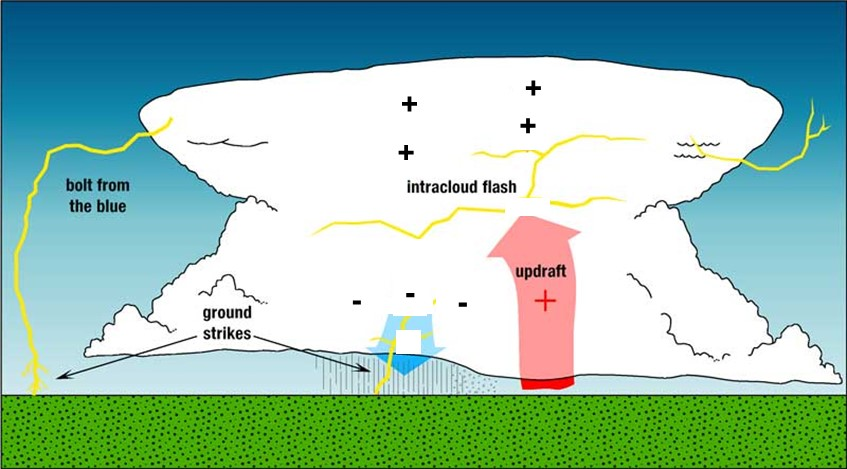 bolt from
the blue
intracloud flash
updraft
ground
strikes